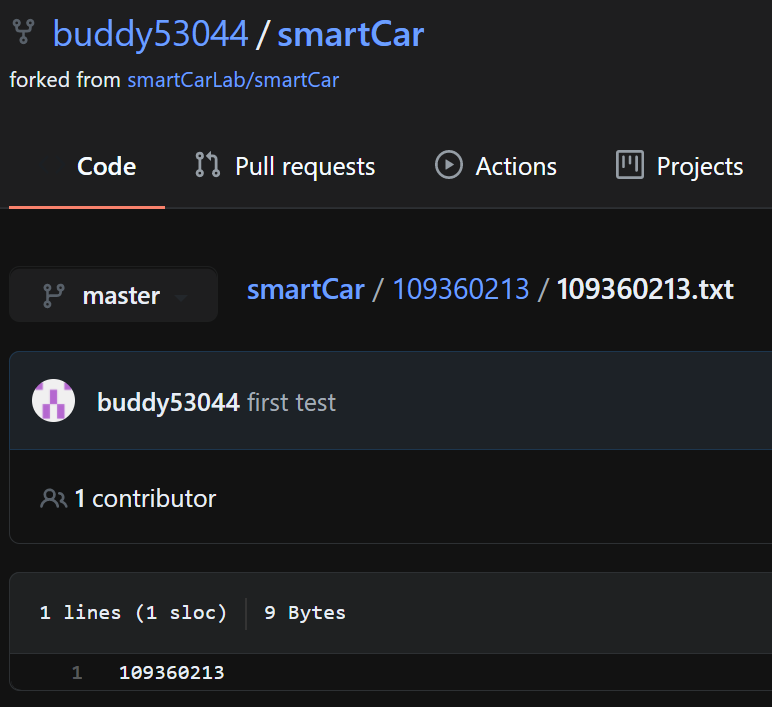 buddy53044 / smartCar
forked from smartCarLab/smartCar
Code Pull requests Actions Projects
master smartCar / 109360213 / 109360213.txt
buddy53044 first test
1 contributor
1 lines (1 sloc) 9 Bytes
1 109360213